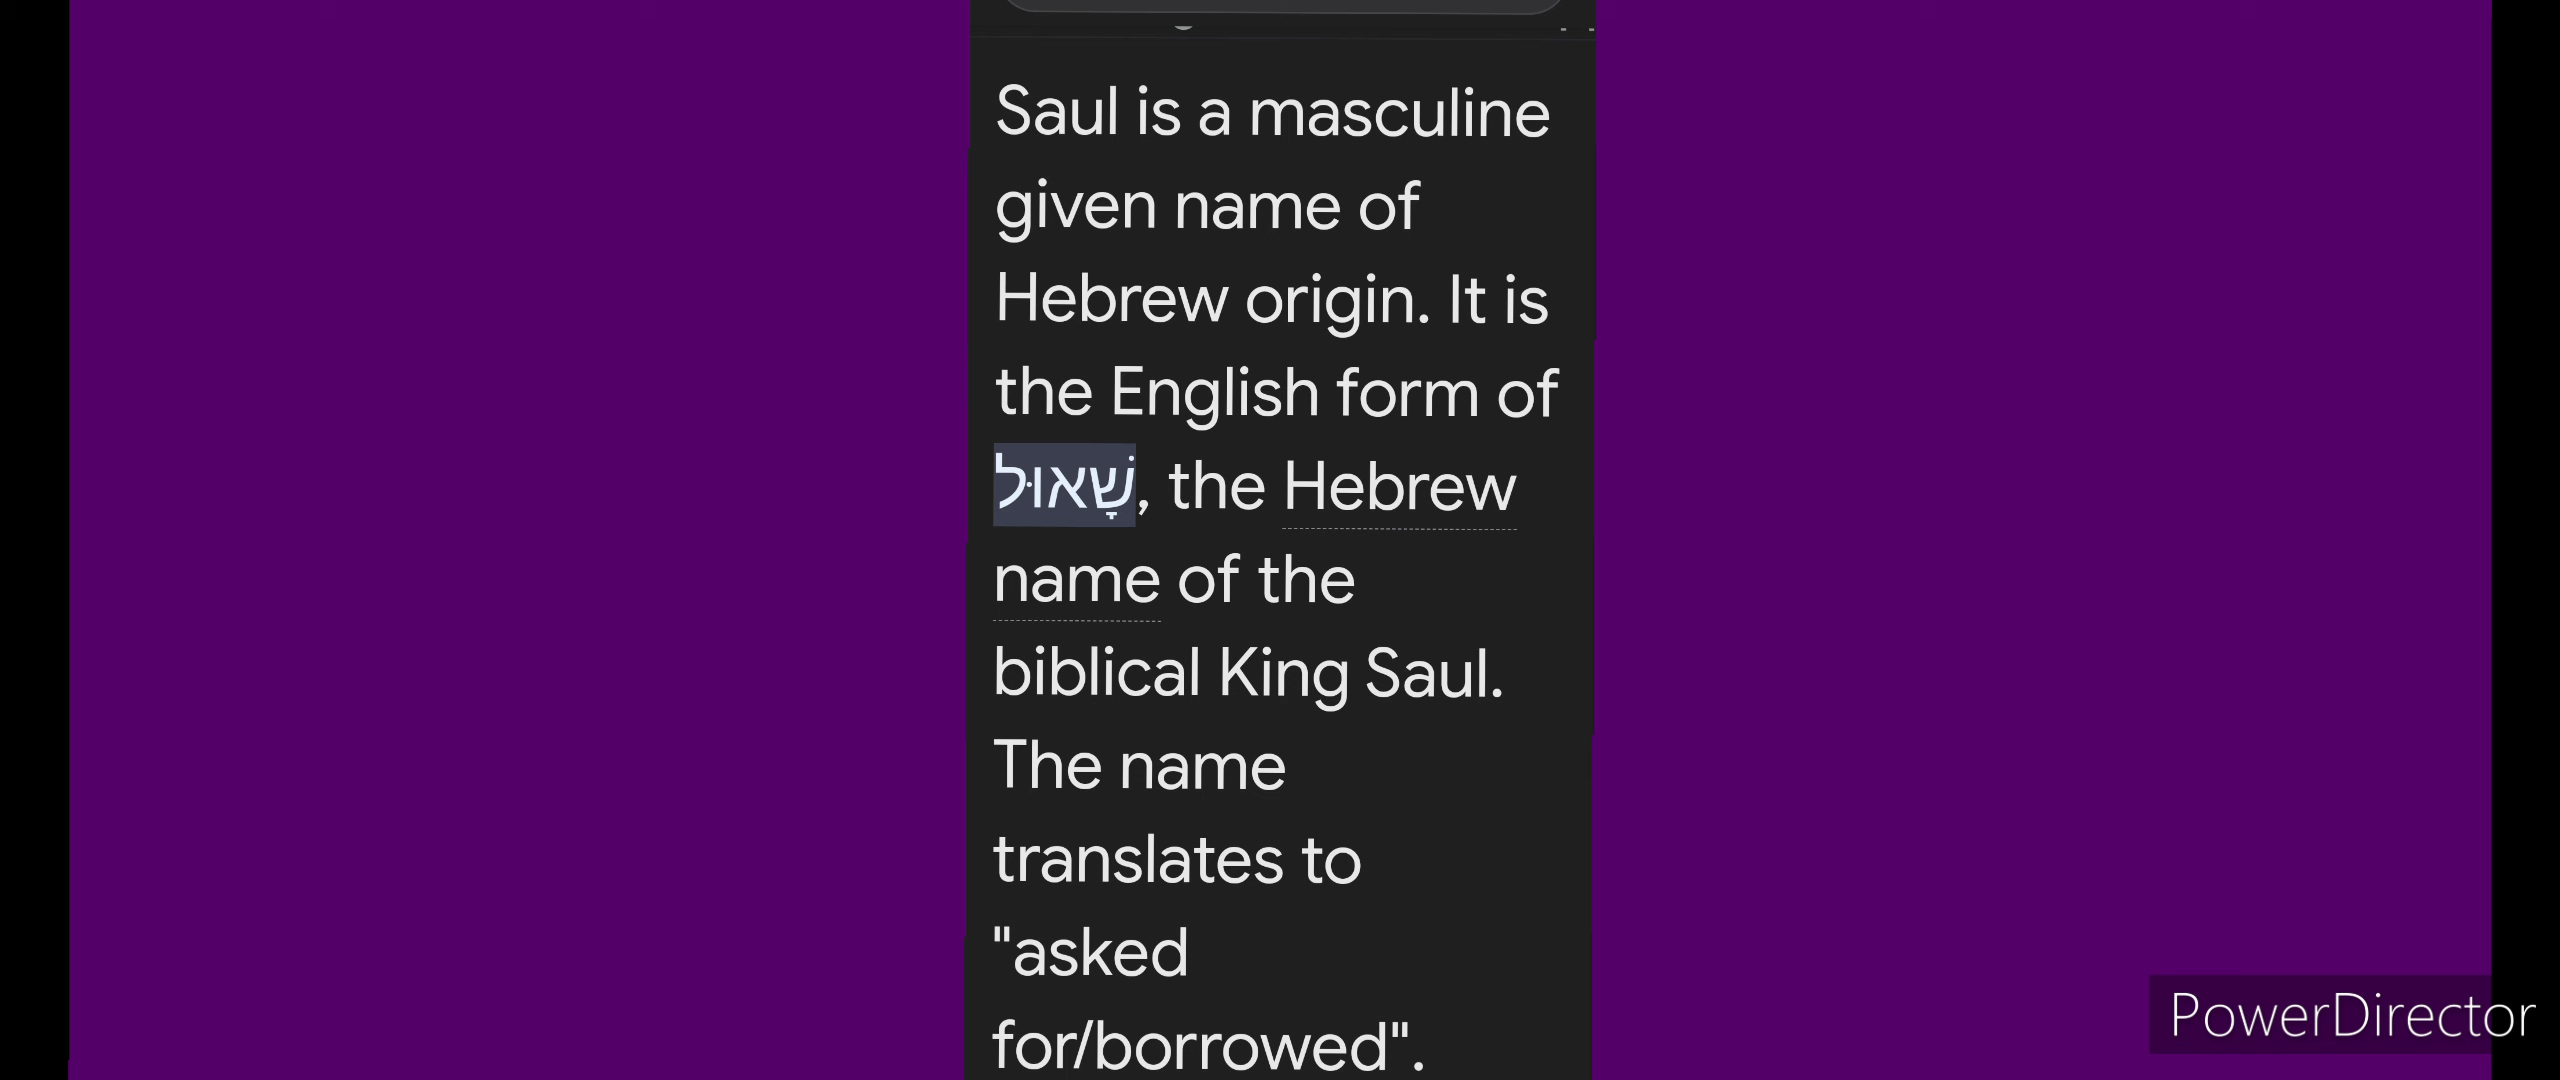 Saul is a masculine
given name of
Hebrew origin. It is
the English form of
שָׁאוּל, the Hebrew
name of the
biblical King Saul.
The name
translates to
"asked
for/borrowed".
PowerDirector